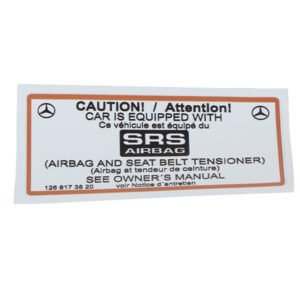 CAUTION! / Attention!
CAR IS EQUIPPED WITH
Ce véhicule est équipé du
SRS
AIRBAG
(AIRBAG AND SEAT BELT TENSIONER)
(Airbag at tendeur de ceinture)
SEE OWNER'S MANUAL
126 817 38 20 voir Notice d'entretien